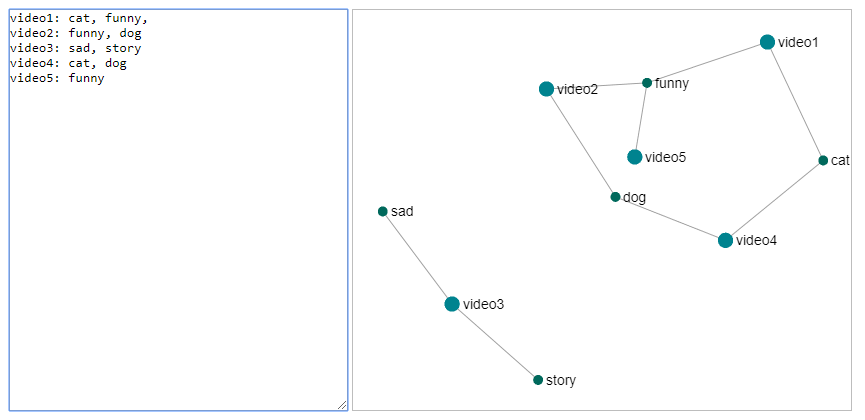 video1: cat, funny,
video2: funny, dog
video3: sad, story
video4: cat, dog
video5: funny
video1
video2
funny
video5
cat
dog
sad
video4
video3
story